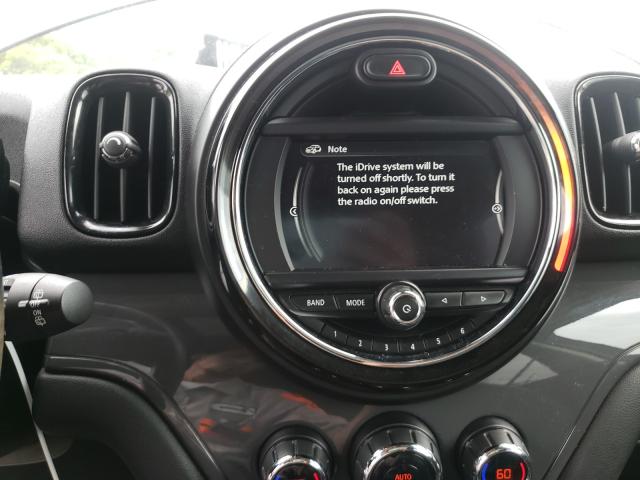 Note
The iDrive system will be
turned off shortly. To turn it
back on again please press
the radio on/off switch.
BAND
MODE
2 3 4 5 6
ON
AUTO
60